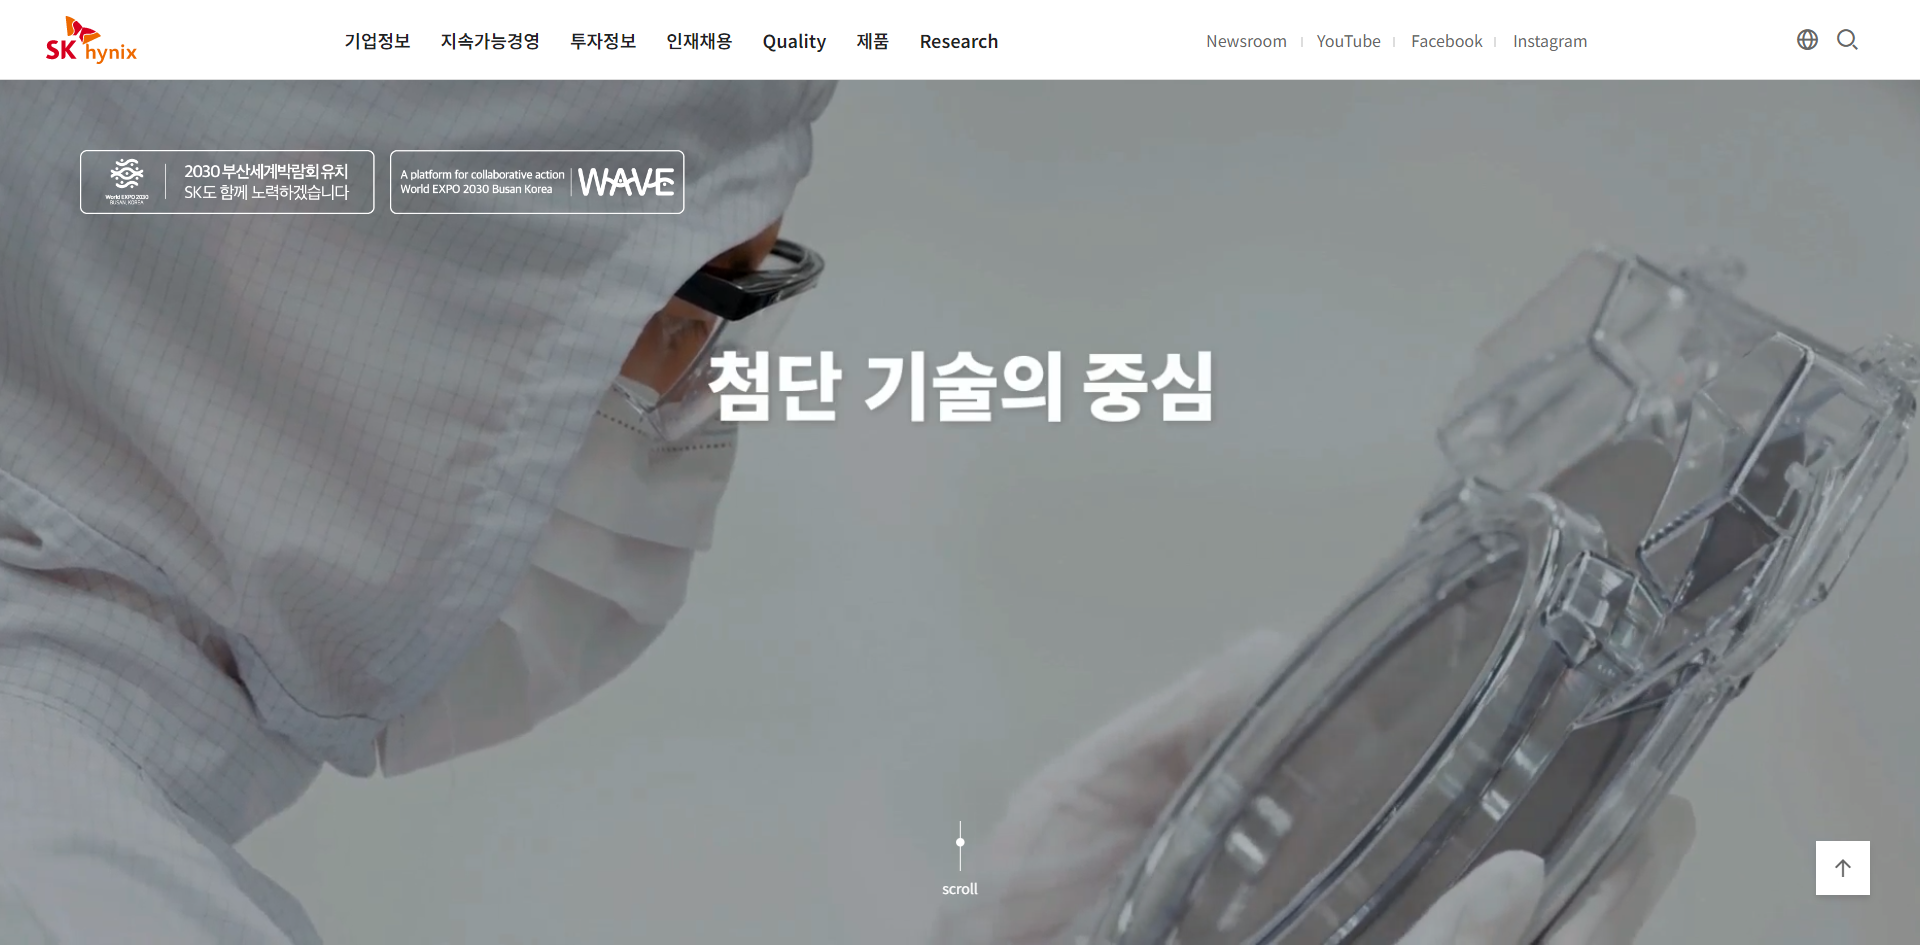 SK hynix
기업정보
지속가능경영
투자정보
인재채용
Quality
제품
Research
Newsroom
YouTube
Facebook
Instagram
World EXPO 2030
BUSAN, KOREA
2030 부산세계박람회 유치
SK도 함께 노력하겠습니다
A platform for collaborative action
World EXPO 2030 Busan Korea
WAVE
첨단 기술의 중심
scroll